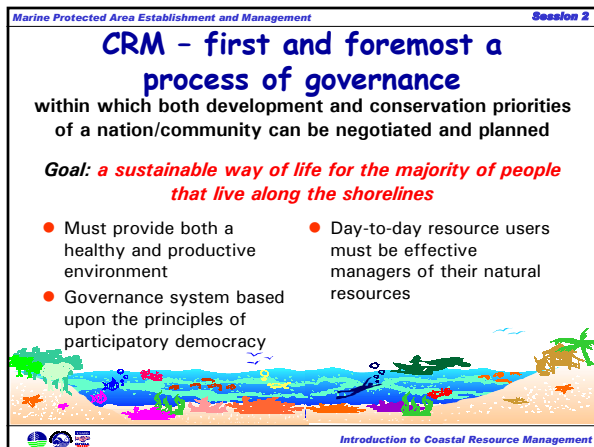 Marine Protected Area Establishment and Management
Session 2
CRM – first and foremost a
process of governance
within which both development and conservation priorities
of a nation/community can be negotiated and planned
Goal: a sustainable way of life for the majority of people
that live along the shorelines
● Must provide both a
healthy and productive
environment
● Governance system based
upon the principles of
participatory democracy
● Day-to-day resource users
must be effective
managers of their natural
resources
Introduction to Coastal Resource Management